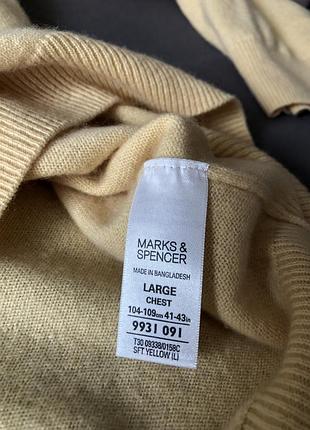 MARKS &
SPENCER
MADE IN BANGLADESH
LARGE
CHEST
104-109cm 41-43in
9931 091
T30 09338/0158C
SFT YELLOW (L)